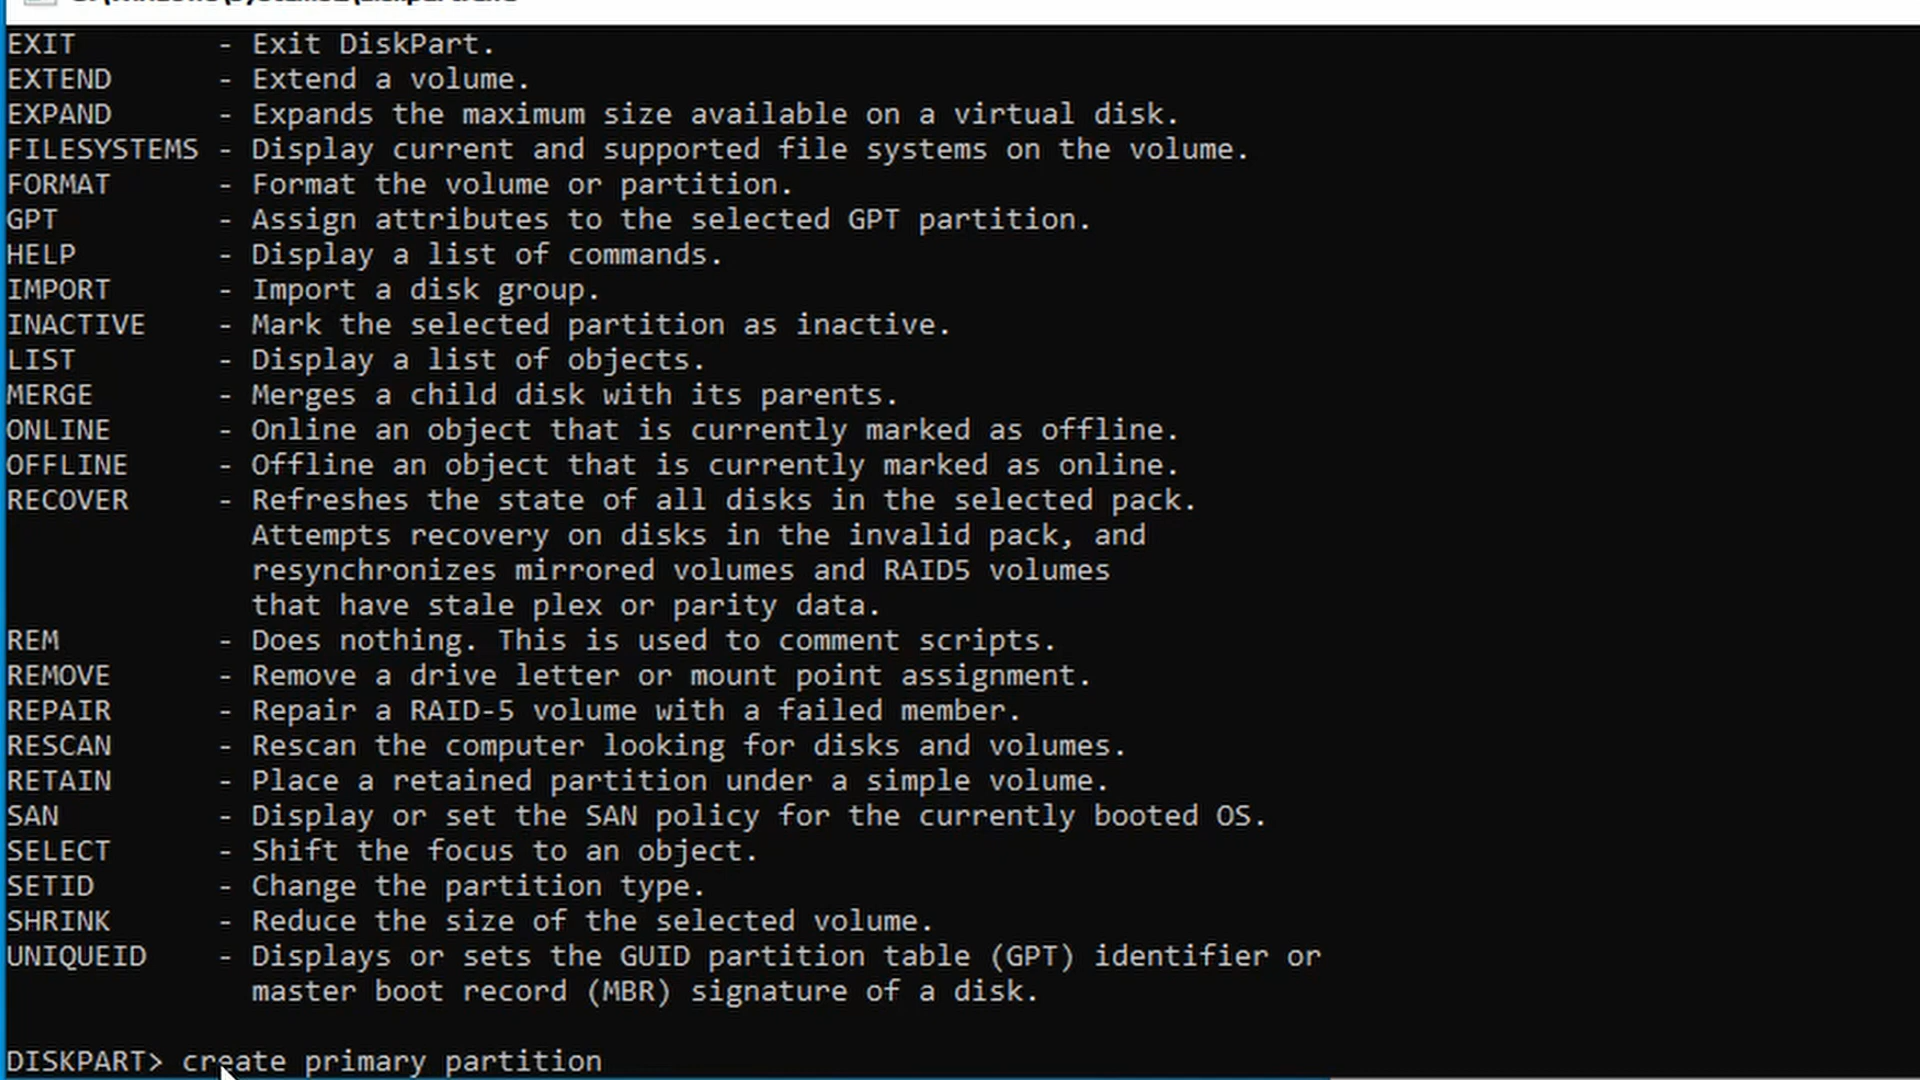 EXIT - Exit DiskPart.
EXTEND - Extend a volume.
EXPAND - Expands the maximum size available on a virtual disk.
FILESYSTEMS - Display current and supported file systems on the volume.
FORMAT - Format the volume or partition.
GPT - Assign attributes to the selected GPT partition.
HELP - Display a list of commands.
IMPORT - Import a disk group.
INACTIVE - Mark the selected partition as inactive.
LIST - Display a list of objects.
MERGE - Merges a child disk with its parents.
ONLINE - Online an object that is currently marked as offline.
OFFLINE - Offline an object that is currently marked as online.
RECOVER - Refreshes the state of all disks in the selected pack.
Attempts recovery on disks in the invalid pack, and
resynchronizes mirrored volumes and RAID5 volumes
that have stale plex or parity data.
REM - Does nothing. This is used to comment scripts.
REMOVE - Remove a drive letter or mount point assignment.
REPAIR - Repair a RAID-5 volume with a failed member.
RESCAN - Rescan the computer looking for disks and volumes.
RETAIN - Place a retained partition under a simple volume.
SAN - Display or set the SAN policy for the currently booted OS.
SELECT - Shift the focus to an object.
SETID - Change the partition type.
SHRINK - Reduce the size of the selected volume.
UNIQUEID - Displays or sets the GUID partition table (GPT) identifier or
master boot record (MBR) signature of a disk.
DISKPART> create primary partition